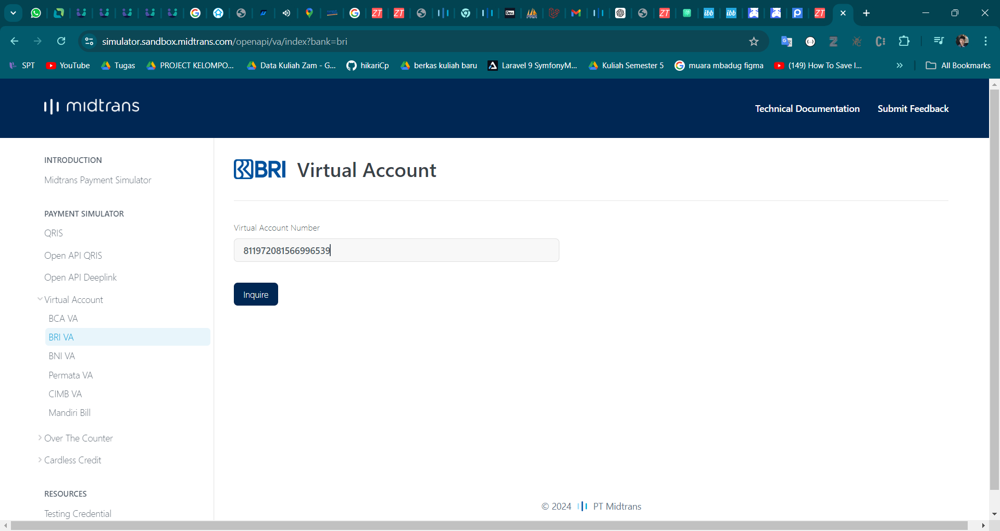 simulator.sandbox.midtrans.com/openapi/va/index?bank=bri
SPT YouTube Tugas PROJECT KELOMPO... Data Kuliah Zam - G... hikariCp berkas kuliah baru Laravel 9 SymfonyM... Kuliah Semester 5 muara mbadug figma (149) How To Save I... All Bookmarks
midtrans
Technical Documentation Submit Feedback
INTRODUCTION
Midtrans Payment Simulator
PAYMENT SIMULATOR
QRIS
Open API QRIS
Open API Deeplink
Virtual Account
BCA VA
BRI VA
BNI VA
Permata VA
CIMB VA
Mandiri Bill
Over The Counter
Cardless Credit
RESOURCES
Testing Credential
BRI Virtual Account
Virtual Account Number
811972081566996539
Inquire
© 2024 PT Midtrans